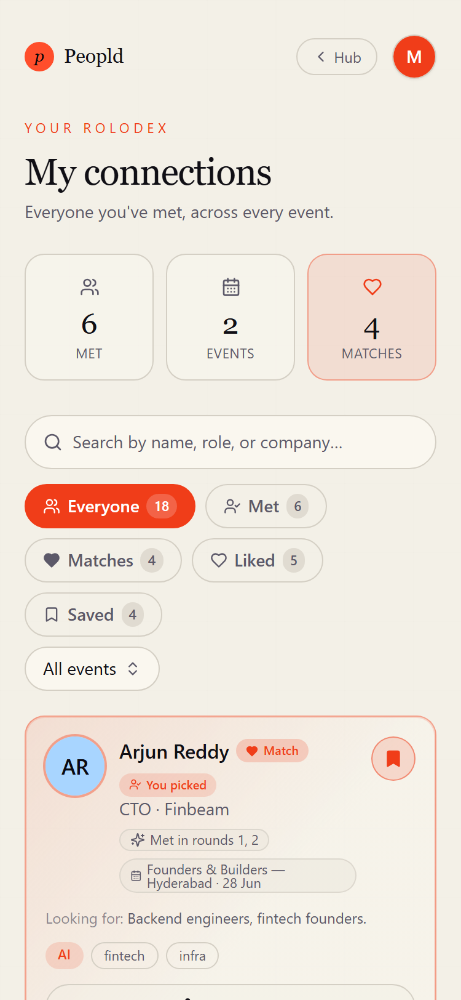 p Peopld
Hub
M
YOUR ROLODEX
My connections
Everyone you've met, across every event.
6
MET
2
EVENTS
4
MATCHES
Search by name, role, or company...
Everyone 18
Met 6
Matches 4
Liked 5
Saved 4
All events
AR
Arjun Reddy
Match
You picked
CTO · Finbeam
Met in rounds 1, 2
Founders & Builders —
Hyderabad · 28 Jun
Looking for: Backend engineers, fintech founders.
AI
fintech
infra